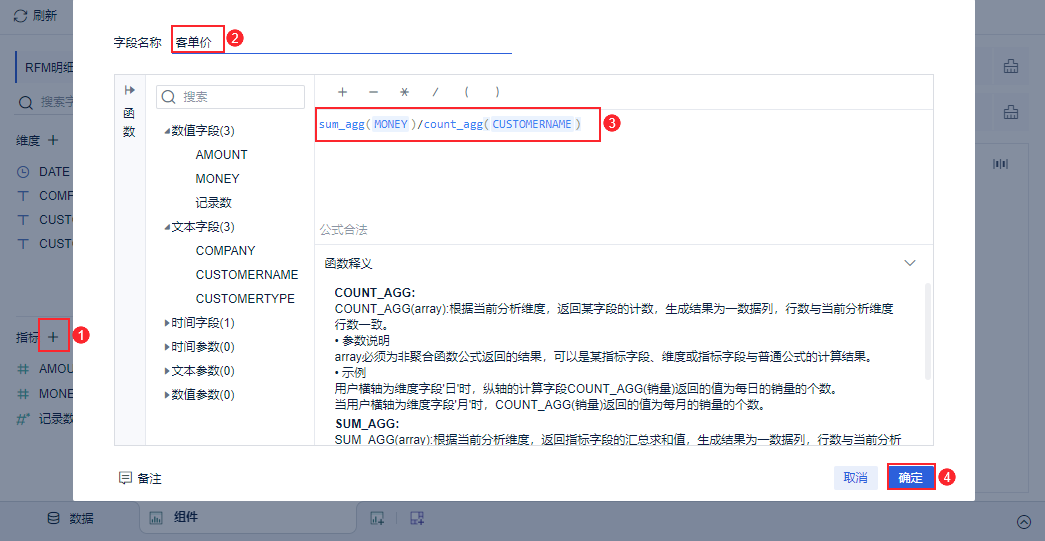 刷新
字段名称 客单价 2
RFM明细
搜索字
函
数
搜索
+ − * / ( )
数值字段(3)
AMOUNT
MONEY
记录数
文本字段(3)
COMPANY
CUSTOMERNAME
CUSTOMERTYPE
时间字段(1)
时间参数(0)
文本参数(0)
数值参数(0)
sum_agg(MONEY)/count_agg(CUSTOMERNAME) 3
公式合法
函数释义
COUNT_AGG:
COUNT_AGG(array):根据当前分析维度，返回某字段的计数，生成结果为一数据列，行数与当前分析维度
行数一致。
• 参数说明
array必须为非聚合函数公式返回的结果，可以是某指标字段、维度或指标字段与普通公式的计算结果。
• 示例
用户横轴为维度字段'日'时，纵轴的计算字段COUNT_AGG(销量)返回的值为每日的销量的个数。
当用户横轴为维度字段'月'时，COUNT_AGG(销量)返回的值为每月的销量的个数。
SUM_AGG:
SUM_AGG(array):根据当前分析维度，返回指标字段的汇总求和值，生成结果为一数据列，行数与当前分析
维度 +
DATE
COMP
CUSTO
CUSTO
指标 + 1
AMOU
MONE
记录数
备注
取消
确定 4
数据
组件